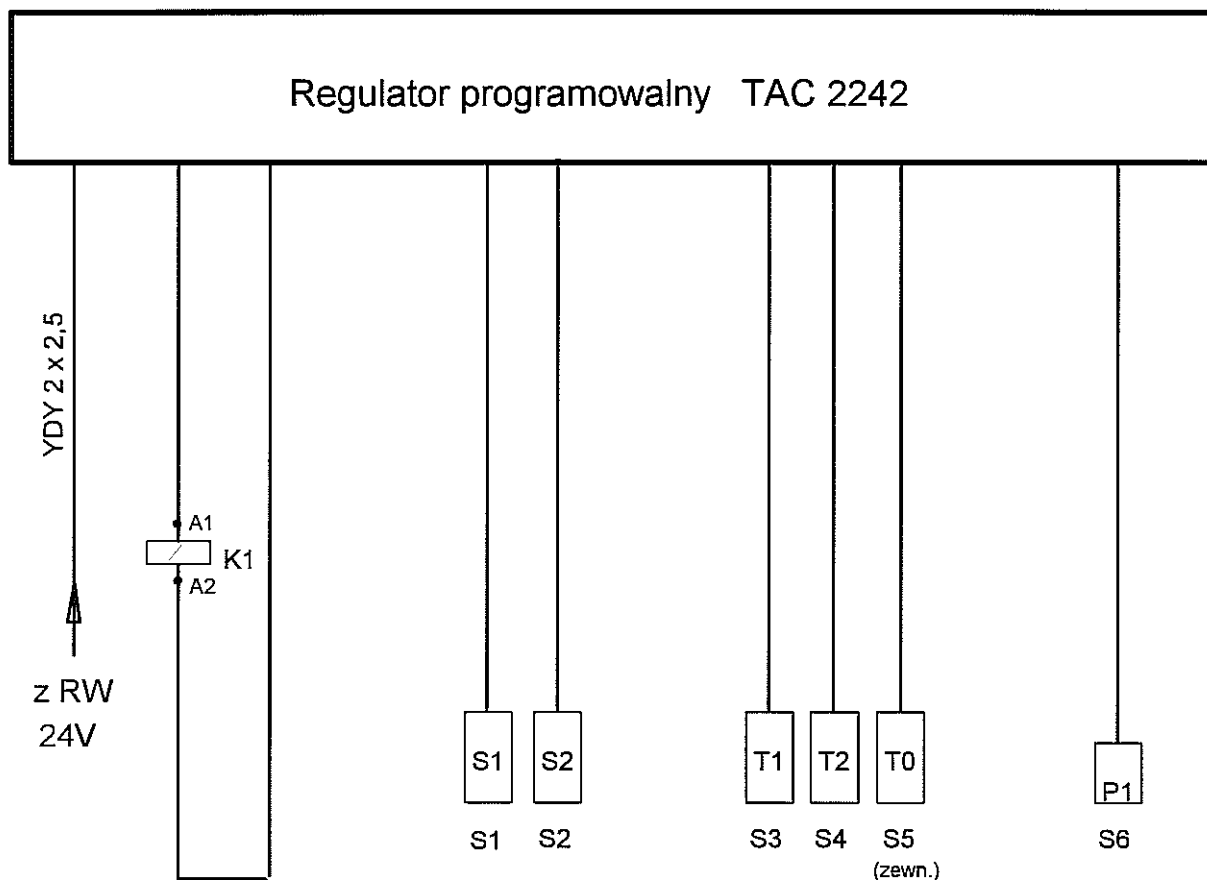 Regulator programowalny TAC 2242
YDY 2 x 2,5
A1
K1
A2
z RW
24V
S1 S2 T1 T2 T0 P1
S1 S2 S3 S4 S5 S6
(zewn.)